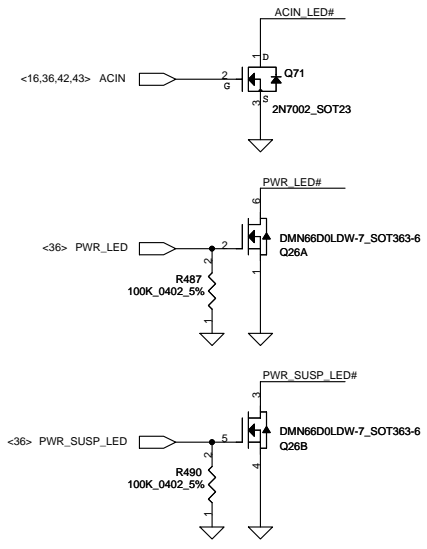 ACIN_LED#
1
D
<16,36,42,43> ACIN
2
G
Q71
S
3
2N7002_SOT23
PWR_LED#
6
<36> PWR_LED
2
DMN66D0LDW-7_SOT363-6
Q26A
2
1
R487
100K_0402_5%
1
PWR_SUSP_LED#
3
<36> PWR_SUSP_LED
5
DMN66D0LDW-7_SOT363-6
Q26B
2
4
R490
100K_0402_5%
1